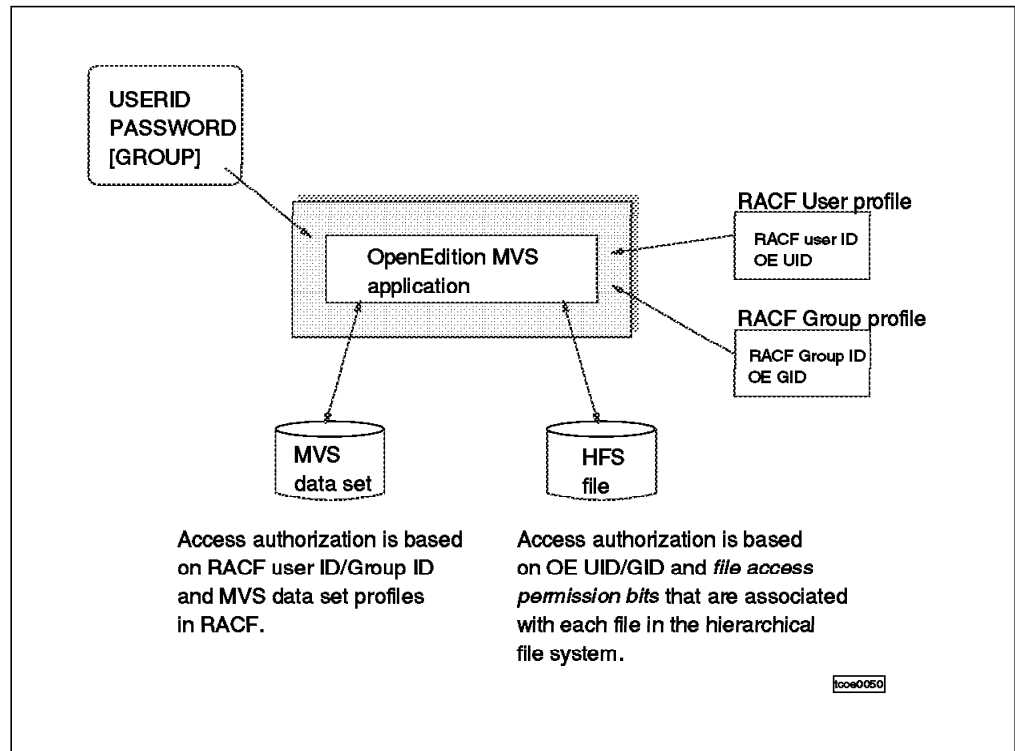 USERID
PASSWORD
[GROUP]
RACF User profile
RACF user ID
OE UID
OpenEdition MVS
application
RACF Group profile
RACF Group ID
OE GID
MVS
data set
HFS
file
Access authorization is based
on RACF user ID/Group ID
and MVS data set profiles
in RACF.
Access authorization is based
on OE UID/GID and file access
permission bits that are associated
with each file in the hierarchical
file system.
tcoe0050